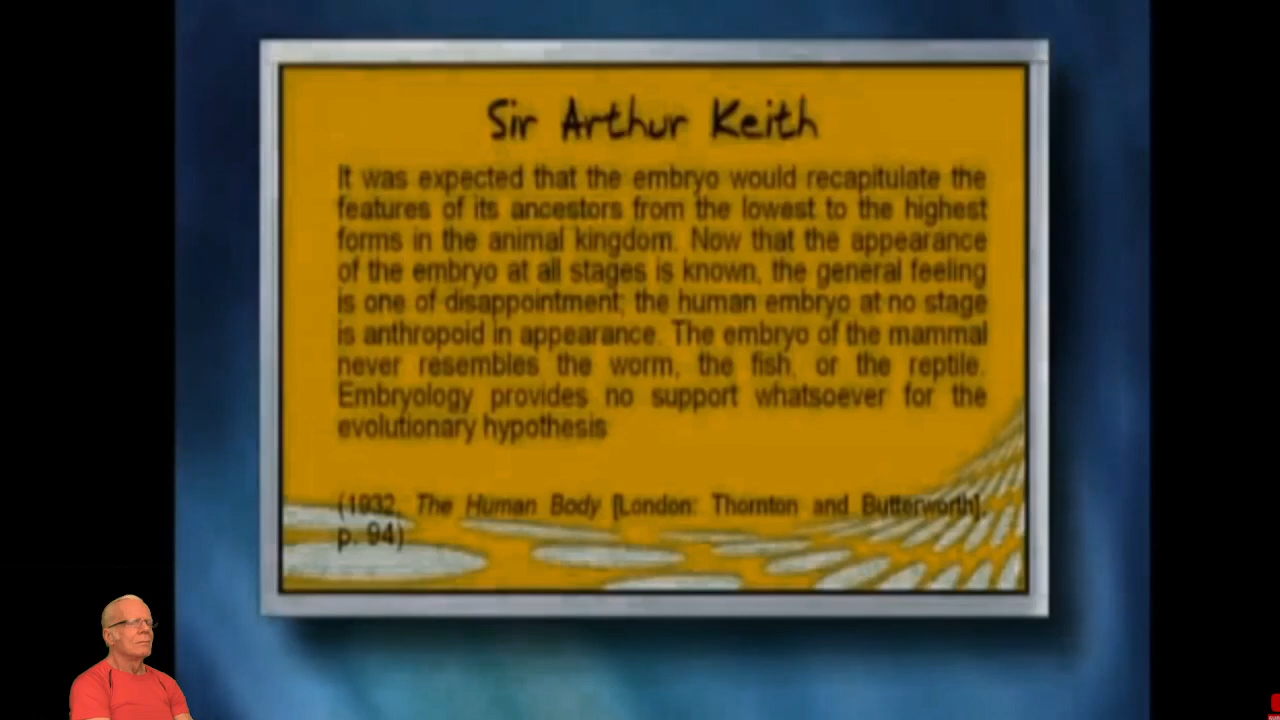 Sir Arthur Keith
It was expected that the embryo would recapitulate the
features of its ancestors from the lowest to the highest
forms in the animal kingdom. Now that the appearance
of the embryo at all stages is known, the general feeling
is one of disappointment; the human embryo at no stage
is anthropoid in appearance. The embryo of the mammal
never resembles the worm, the fish, or the reptile.
Embryology provides no support whatsoever for the
evolutionary hypothesis
(1932, The Human Body [London: Thornton and Butterworth],
p. 94)